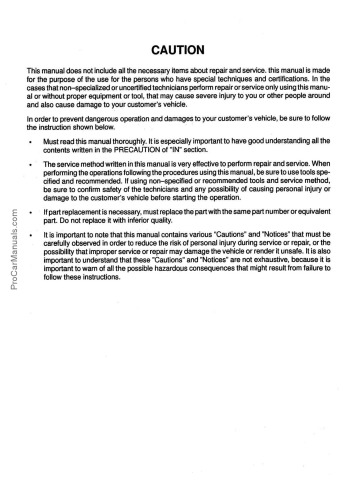 CAUTION
This manual does not include all the necessary items about repair and service. this manual is made
for the purpose of the use for the persons who have special techniques and certifications. In the
cases that non–specialized or uncertified technicians perform repair or service only using this manu-
al or without proper equipment or tool, that may cause severe injury to you or other people around
and also cause damage to your customer's vehicle.
In order to prevent dangerous operation and damages to your customer's vehicle, be sure to follow
the instruction shown below.
• Must read this manual thoroughly. It is especially important to have good understanding all the
contents written in the PRECAUTION of "IN" section.
• The service method written in this manual is very effective to perform repair and service. When
performing the operations following the procedures using this manual, be sure to use tools spe-
cified and recommended. If using non–specified or recommended tools and service method,
be sure to confirm safety of the technicians and any possibility of causing personal injury or
damage to the customer's vehicle before starting the operation.
• If part replacement is necessary, must replace the part with the same part number or equivalent
part. Do not replace it with inferior quality.
• It is important to note that this manual contains various "Cautions" and "Notices" that must be
carefully observed in order to reduce the risk of personal injury during service or repair, or the
possibility that improper service or repair may damage the vehicle or render it unsafe. It is also
important to understand that these "Cautions" and "Notices" are not exhaustive, because it is
important to warn of all the possible hazardous consequences that might result from failure to
follow these instructions.
ProCarManuals.com